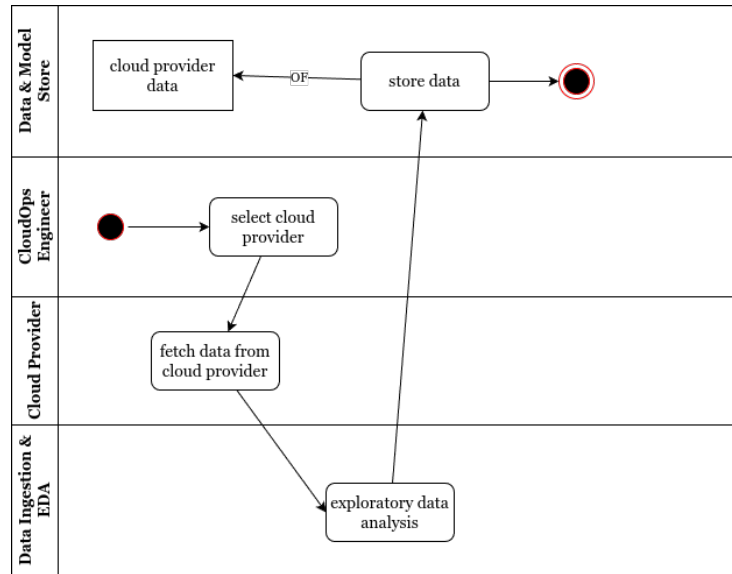 Data & Model
Store
cloud provider
data
OF
store data
CloudOps
Engineer
select cloud
provider
Cloud Provider
fetch data from
cloud provider
Data Ingestion &
EDA
exploratory data
analysis